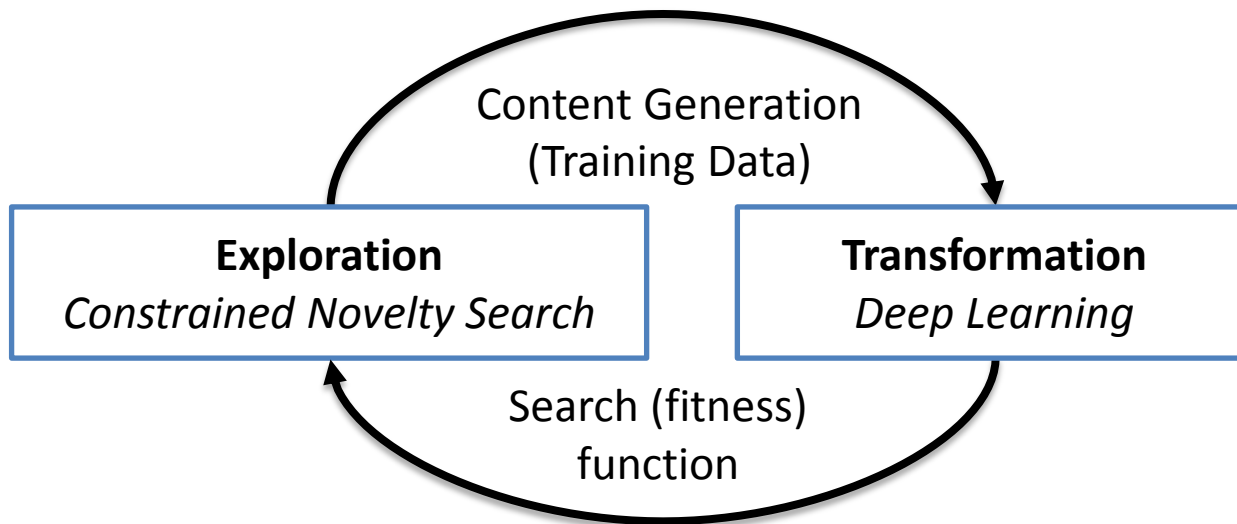 Content Generation
(Training Data)
Exploration
Constrained Novelty Search
Transformation
Deep Learning
Search (fitness)
function